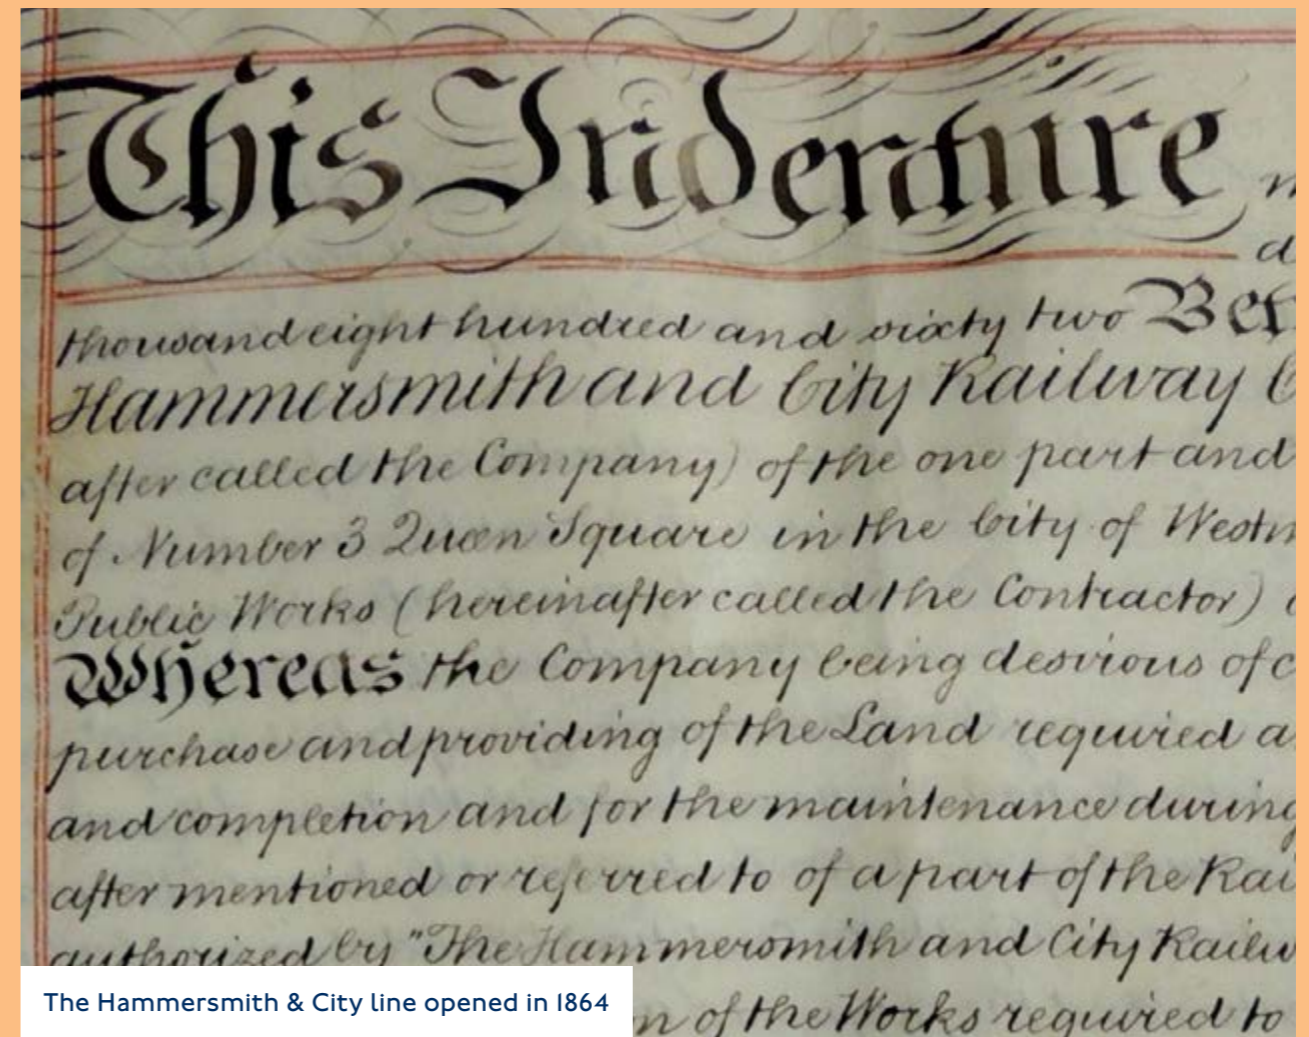 This Indenture
thousand eight hundred and sixty two Bet
Hammersmith and City Railway C
after called the Company) of the one part and
of Number 3 Queen Square in the City of Westm
Public Works (hereinafter called the Contractor)
Whereas the Company being desirous of c
purchase and providing of the Land required a
and completion and for the maintenance during
after mentioned or referred to of a part of the Rai
authorized by "The Hammersmith and City Railw
n of the Works required to
The Hammersmith & City line opened in 1864